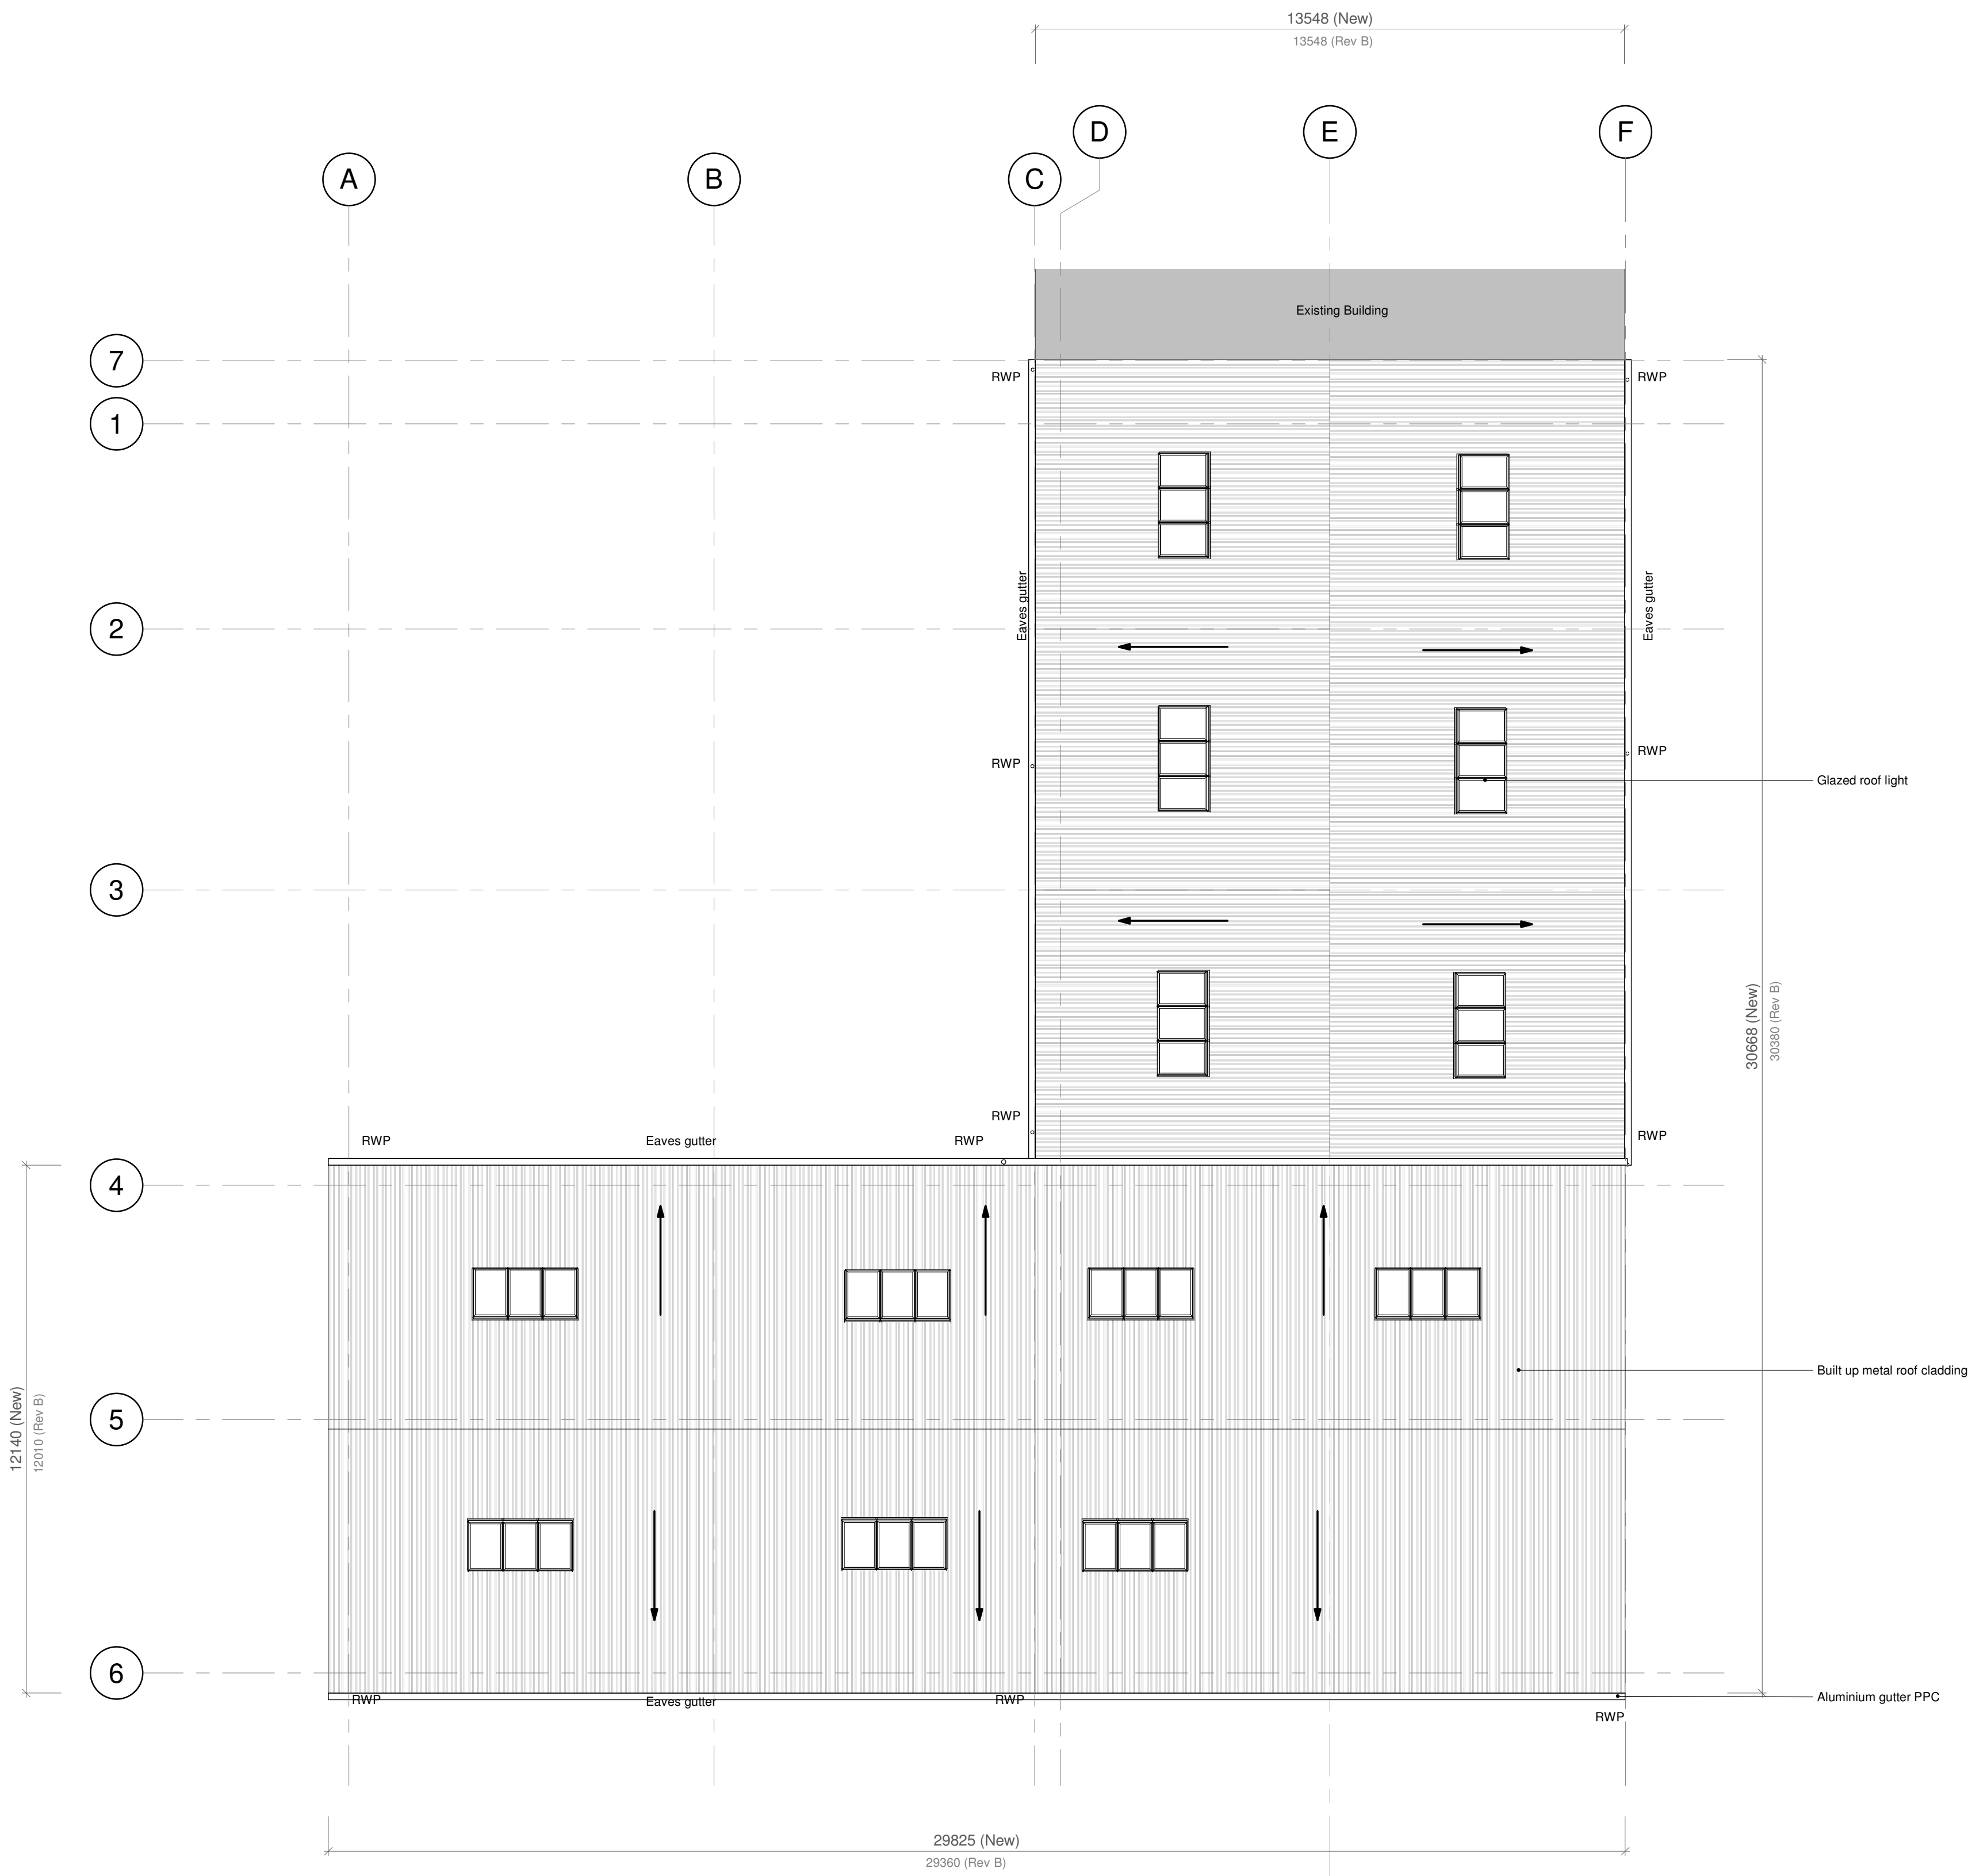 13548 (New)
13548 (Rev B)
D
E
F
A
B
C
Existing Building
7
RWP
RWP
1
Eaves gutter
Eaves gutter
2
RWP
RWP
Glazed roof light
3
30668 (New)
30380 (Rev B)
RWP
RWP
RWP
Eaves gutter
RWP
4
Built up metal roof cladding
12140 (New)
12010 (Rev B)
5
6
RWP
Eaves gutter
RWP
Aluminium gutter PPC
RWP
29825 (New)
29360 (Rev B)